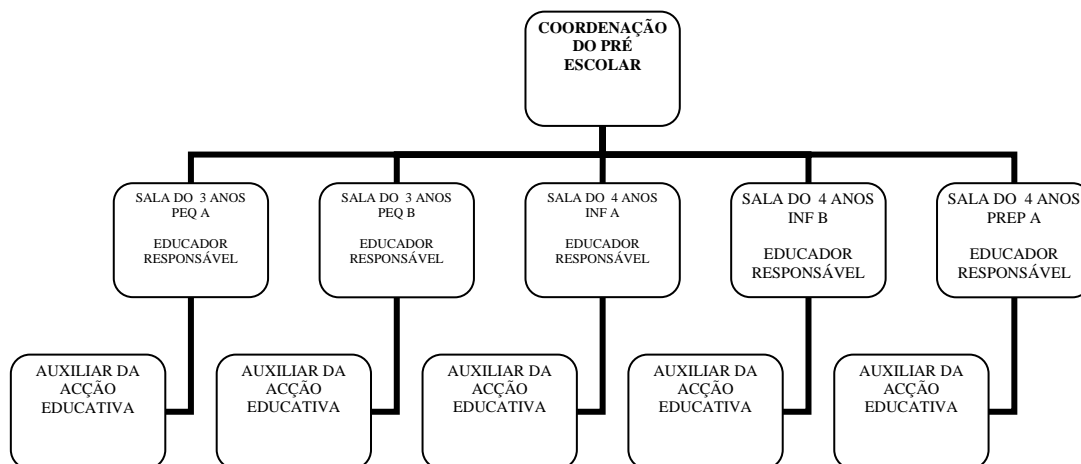 COORDENAÇÃO
DO PRÉ
ESCOLAR
SALA DO 3 ANOS
PEQ A
EDUCADOR
RESPONSÁVEL
SALA DO 3 ANOS
PEQ B
EDUCADOR
RESPONSÁVEL
SALA DO 4 ANOS
INF A
EDUCADOR
RESPONSÁVEL
SALA DO 4 ANOS
INF B
EDUCADOR
RESPONSÁVEL
SALA DO 4 ANOS
PREP A
EDUCADOR
RESPONSÁVEL
AUXILIAR DA
ACÇÃO
EDUCATIVA
AUXILIAR DA
ACÇÃO
EDUCATIVA
AUXILIAR DA
ACÇÃO
EDUCATIVA
AUXILIAR DA
ACÇÃO
EDUCATIVA
AUXILIAR DA
ACÇÃO
EDUCATIVA